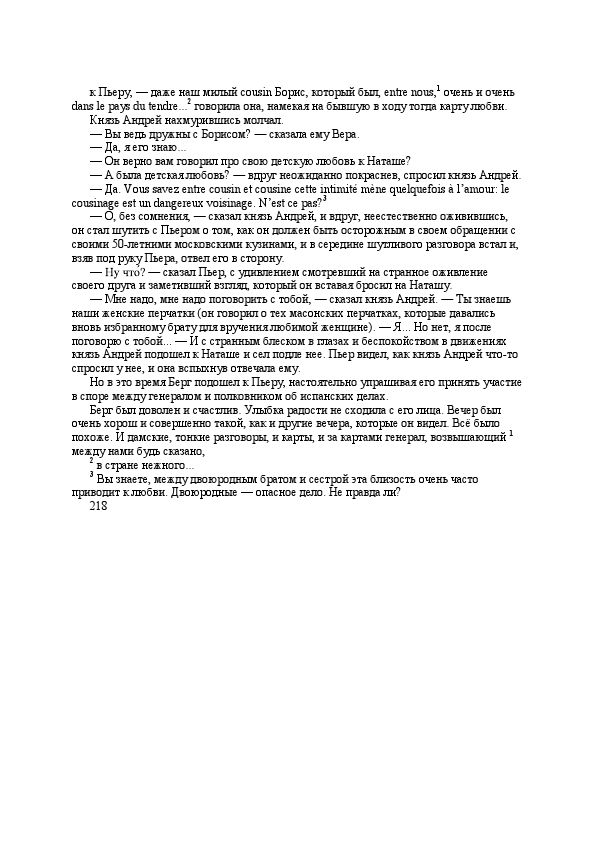 к Пьеру, — даже наш милый cousin Борис, который был, entre nous,¹ очень и очень
dans le pays du tendre...² говорила она, намекая на бывшую в ходу тогда карту любви.
Князь Андрей нахмурившись молчал.
— Вы ведь дружны с Борисом? — сказала ему Вера.
— Да, я его знаю...
— Он верно вам говорил про свою детскую любовь к Наташе?
— А была детская любовь? — вдруг неожиданно покраснев, спросил князь Андрей.
— Да. Vous savez entre cousin et cousine cette intimité mène quelquefois à l’amour: le
cousinage est un dangereux voisinage. N’est ce pas?³
— О, без сомнения, — сказал князь Андрей, и вдруг, неестественно оживившись,
он стал шутить с Пьером о том, как он должен быть осторожным в своем обращении с
своими 50-летними московскими кузинами, и в середине шутливого разговора встал и,
взяв под руку Пьера, отвел его в сторону.
— Ну что? — сказал Пьер, с удивлением смотревший на странное оживление
своего друга и заметивший взгляд, который он вставая бросил на Наташу.
— Мне надо, мне надо поговорить с тобой, — сказал князь Андрей. — Ты знаешь
наши женские перчатки (он говорил о тех масонских перчатках, которые давались
вновь избранному брату для вручения любимой женщине). — Я... Но нет, я после
поговорю с тобой... — И с странным блеском в глазах и беспокойством в движениях
князь Андрей подошел к Наташе и сел подле нее. Пьер видел, как князь Андрей что-то
спросил у нее, и она вспыхнув отвечала ему.
Но в это время Берг подошел к Пьеру, настоятельно упрашивая его принять участие
в споре между генералом и полковником об испанских делах.
Берг был доволен и счастлив. Улыбка радости не сходила с его лица. Вечер был
очень хорош и совершенно такой, как и другие вечера, которые он видел. Всё было
похоже. И дамские, тонкие разговоры, и карты, и за картами генерал, возвышающий ¹
между нами будь сказано,
² в стране нежного...
³ Вы знаете, между двоюродным братом и сестрой эта близость очень часто
приводит к любви. Двоюродные — опасное дело. Не правда ли?
218